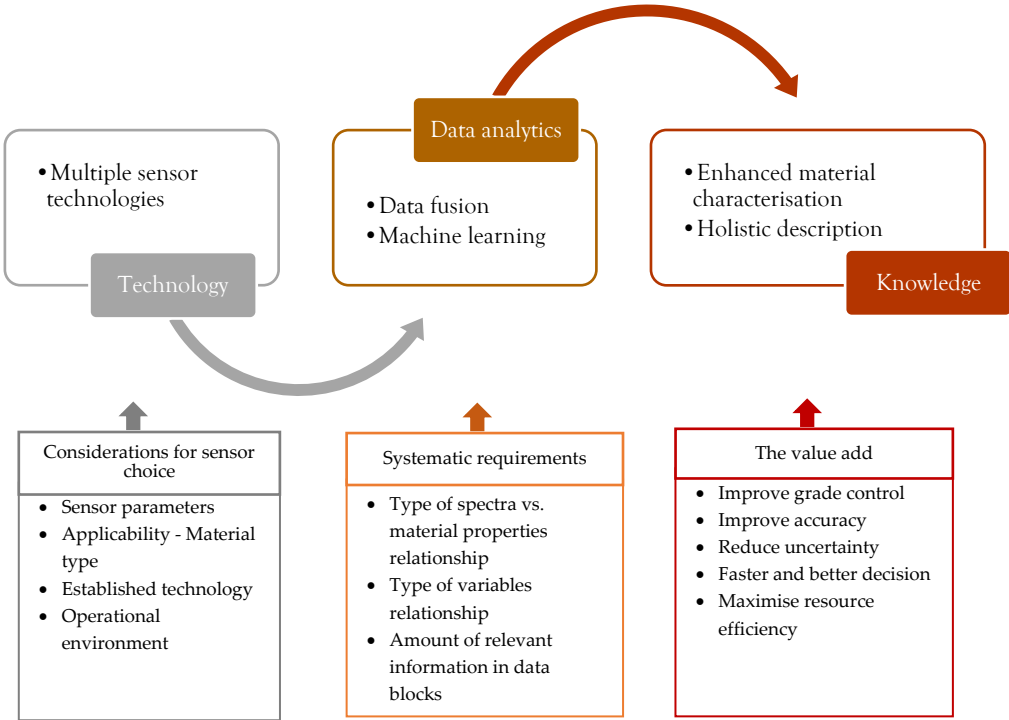 • Multiple sensor
technologies
Technology
Data analytics
• Data fusion
• Machine learning
• Enhanced material
characterisation
• Holistic description
Knowledge
Considerations for sensor
choice
• Sensor parameters
• Applicability - Material
type
• Established technology
• Operational
environment
Systematic requirements
• Type of spectra vs.
material properties
relationship
• Type of variables
relationship
• Amount of relevant
information in data
blocks
The value add
• Improve grade control
• Improve accuracy
• Reduce uncertainty
• Faster and better decision
• Maximise resource
efficiency